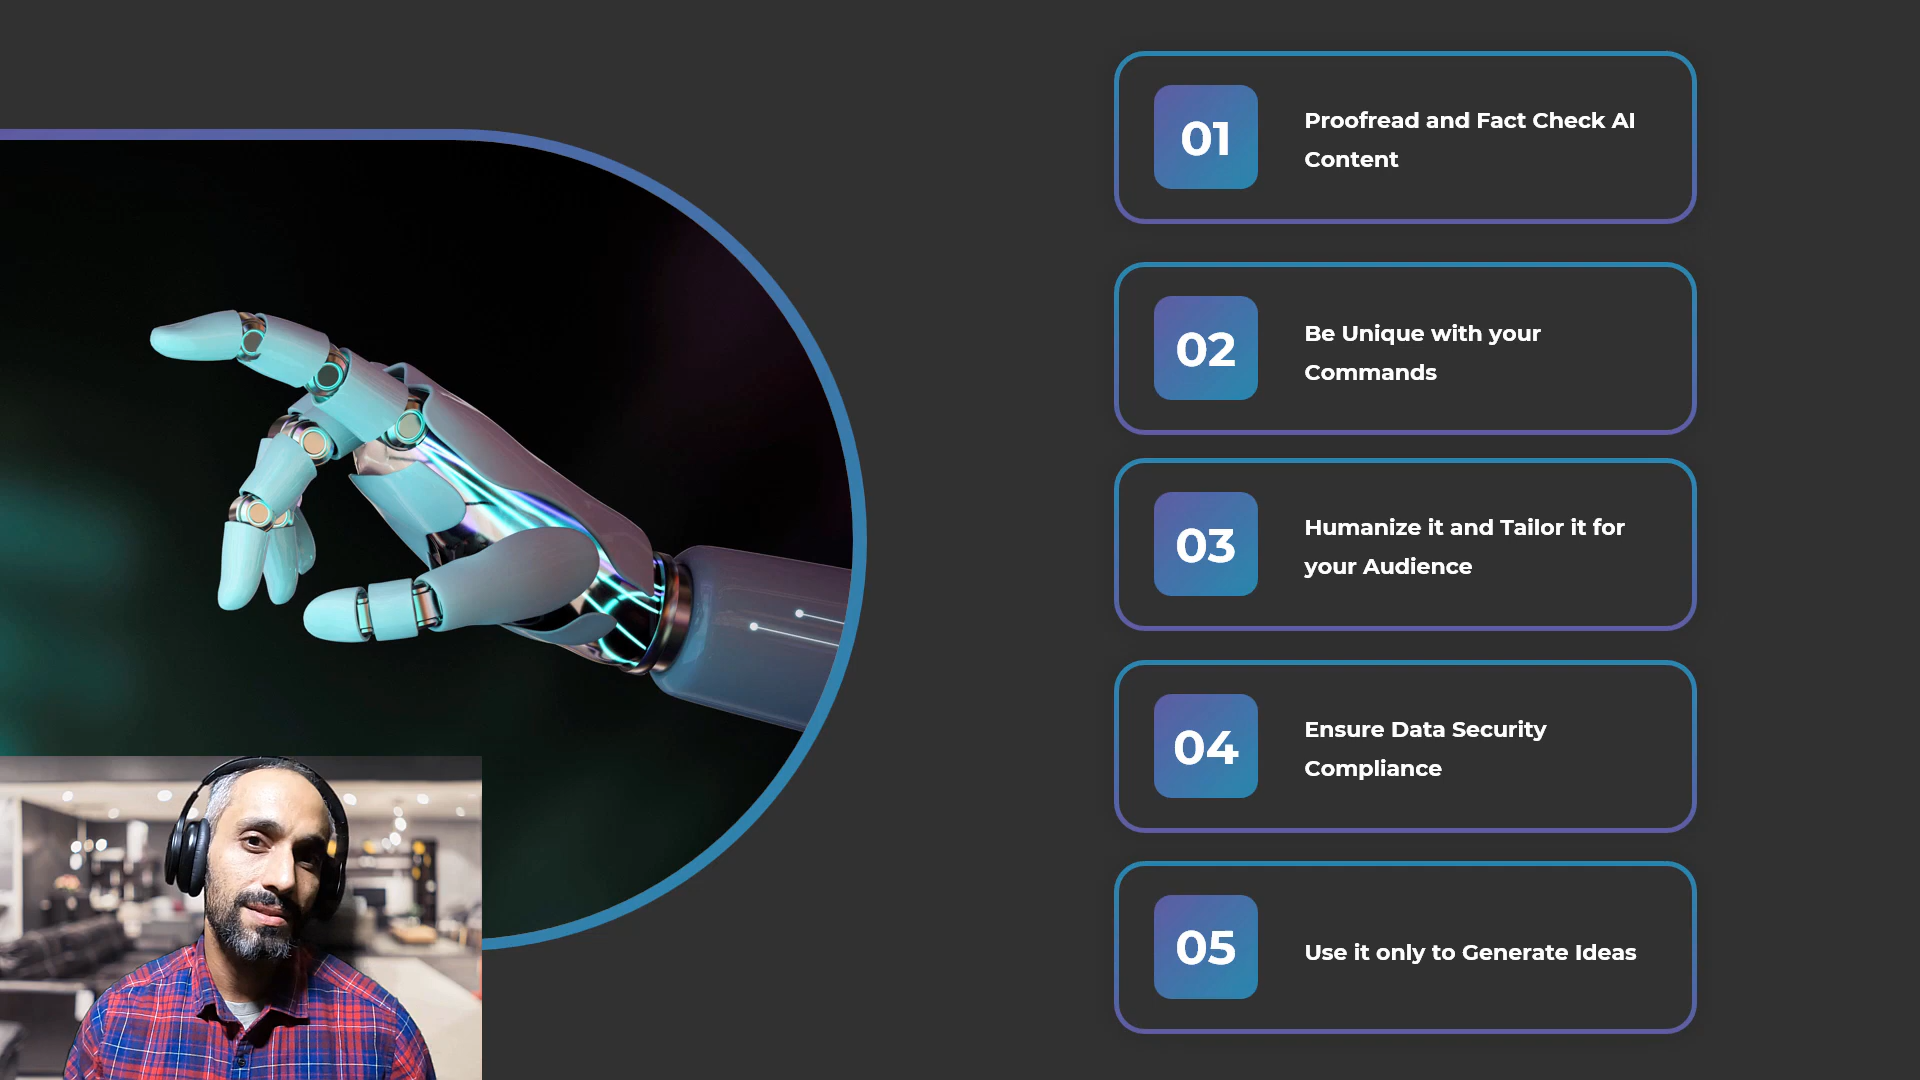 01
Proofread and Fact Check AI
Content
02
Be Unique with your
Commands
03
Humanize it and Tailor it for
your Audience
04
Ensure Data Security
Compliance
05
Use it only to Generate Ideas